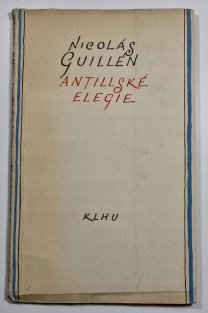 NICOLÁS
GUILLÉN
ANTILLSKÉ
ELEGIE
KLHU